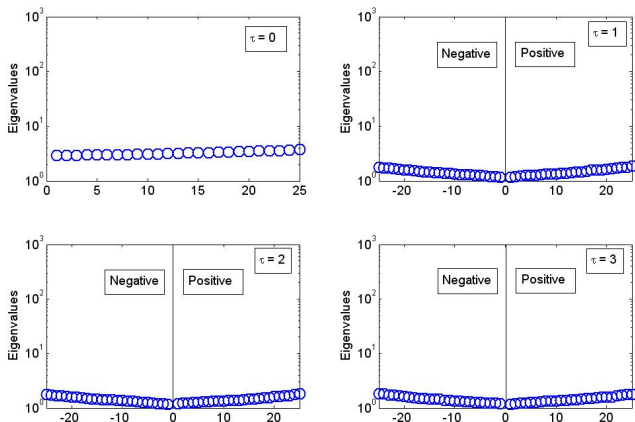 10^3
τ = 0
10^2
Eigenvalues
10^1
10^0
0 5 10 15 20 25
10^3
τ = 1
Negative Positive
10^2
Eigenvalues
10^1
10^0
-20 -10 0 10 20
10^3
τ = 2
Negative Positive
10^2
Eigenvalues
10^1
10^0
-20 -10 0 10 20
10^3
τ = 3
Negative Positive
10^2
Eigenvalues
10^1
10^0
-20 -10 0 10 20